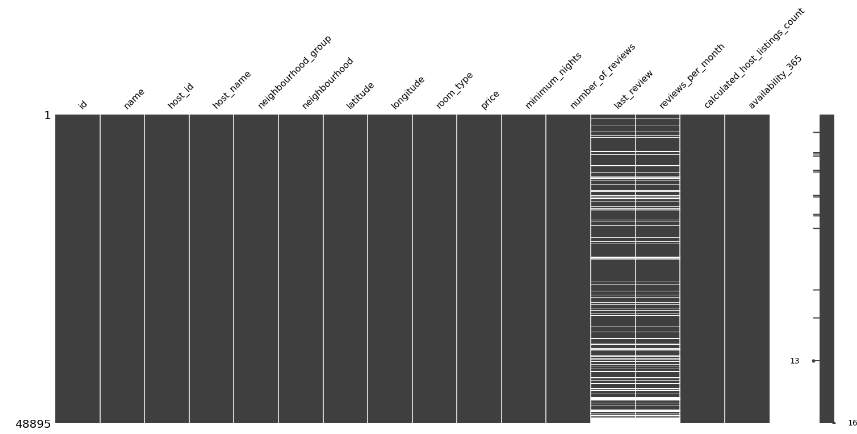 id
name
host_id
host_name
neighbourhood_group
neighbourhood
latitude
longitude
room_type
price
minimum_nights
number_of_reviews
last_review
reviews_per_month
calculated_host_listings_count
availability_365
1
48895
13
16